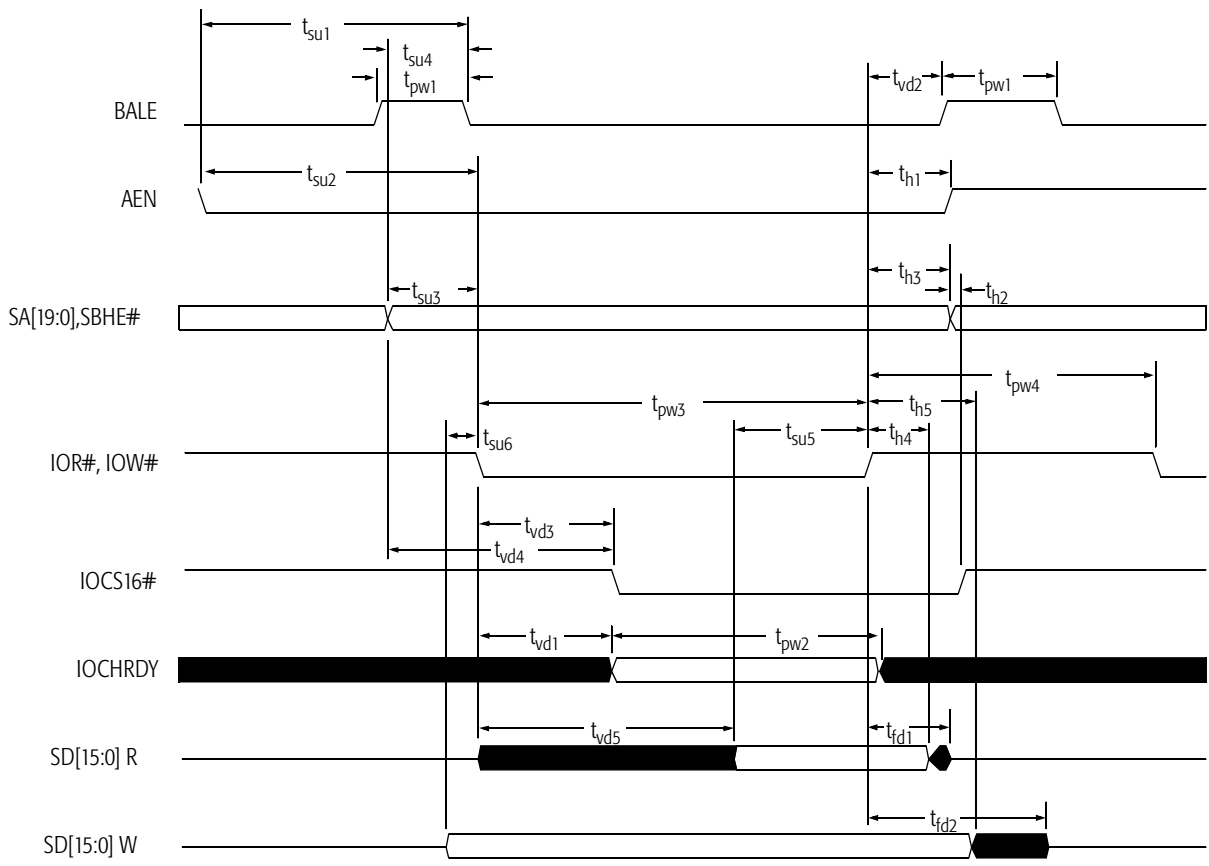 tsu1
tsu4
tpw1
tvd2
tpw1
BALE
tsu2
th1
AEN
th3
tsu3
th2
SA[19:0],SBHE#
tpw4
tpw3
th5
tsu6
tsu5
th4
IOR#, IOW#
tvd3
tvd4
IOCS16#
tvd1
tpw2
IOCHRDY
tvd5
tfd1
SD[15:0] R
tfd2
SD[15:0] W